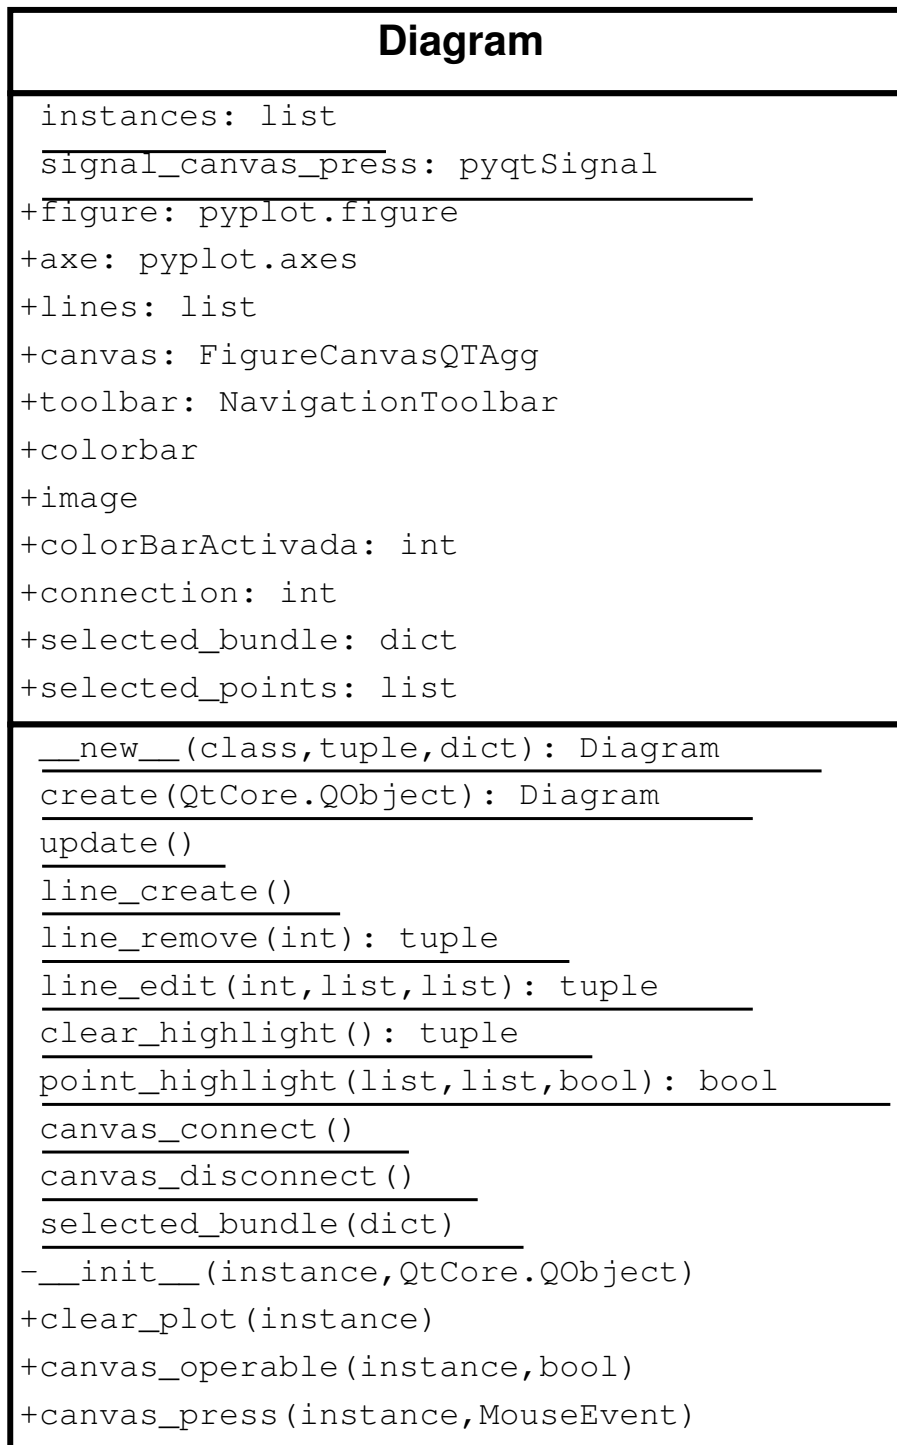 Diagram
instances: list
signal_canvas_press: pyqtSignal
+figure: pyplot.figure
+axe: pyplot.axes
+lines: list
+canvas: FigureCanvasQTAgg
+toolbar: NavigationToolbar
+colorbar
+image
+colorBarActivada: int
+connection: int
+selected_bundle: dict
+selected_points: list
__new__(class,tuple,dict): Diagram
create(QtCore.QObject): Diagram
update()
line_create()
line_remove(int): tuple
line_edit(int,list,list): tuple
clear_highlight(): tuple
point_highlight(list,list,bool): bool
canvas_connect()
canvas_disconnect()
selected_bundle(dict)
-__init__(instance,QtCore.QObject)
+clear_plot(instance)
+canvas_operable(instance,bool)
+canvas_press(instance,MouseEvent)